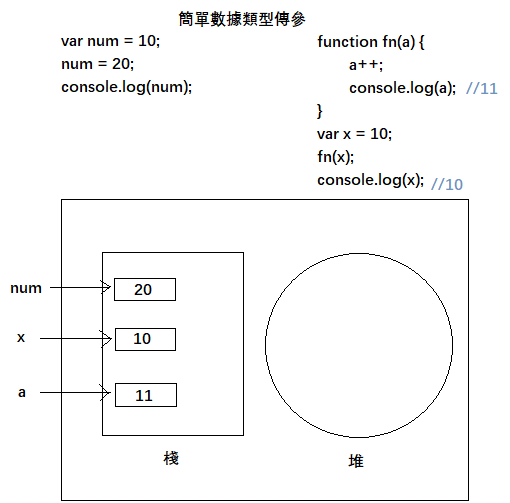 簡單數據類型傳參
var num = 10;
num = 20;
console.log(num);
function fn(a) {
a++;
console.log(a); //11
}
var x = 10;
fn(x);
console.log(x); //10
num
20
x
10
a
11
棧
堆